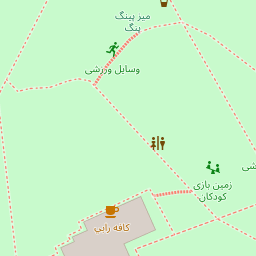 میز پینگ
پنگ
وسایل ورزشی
زمین بازی
کودکان
کافه رانی